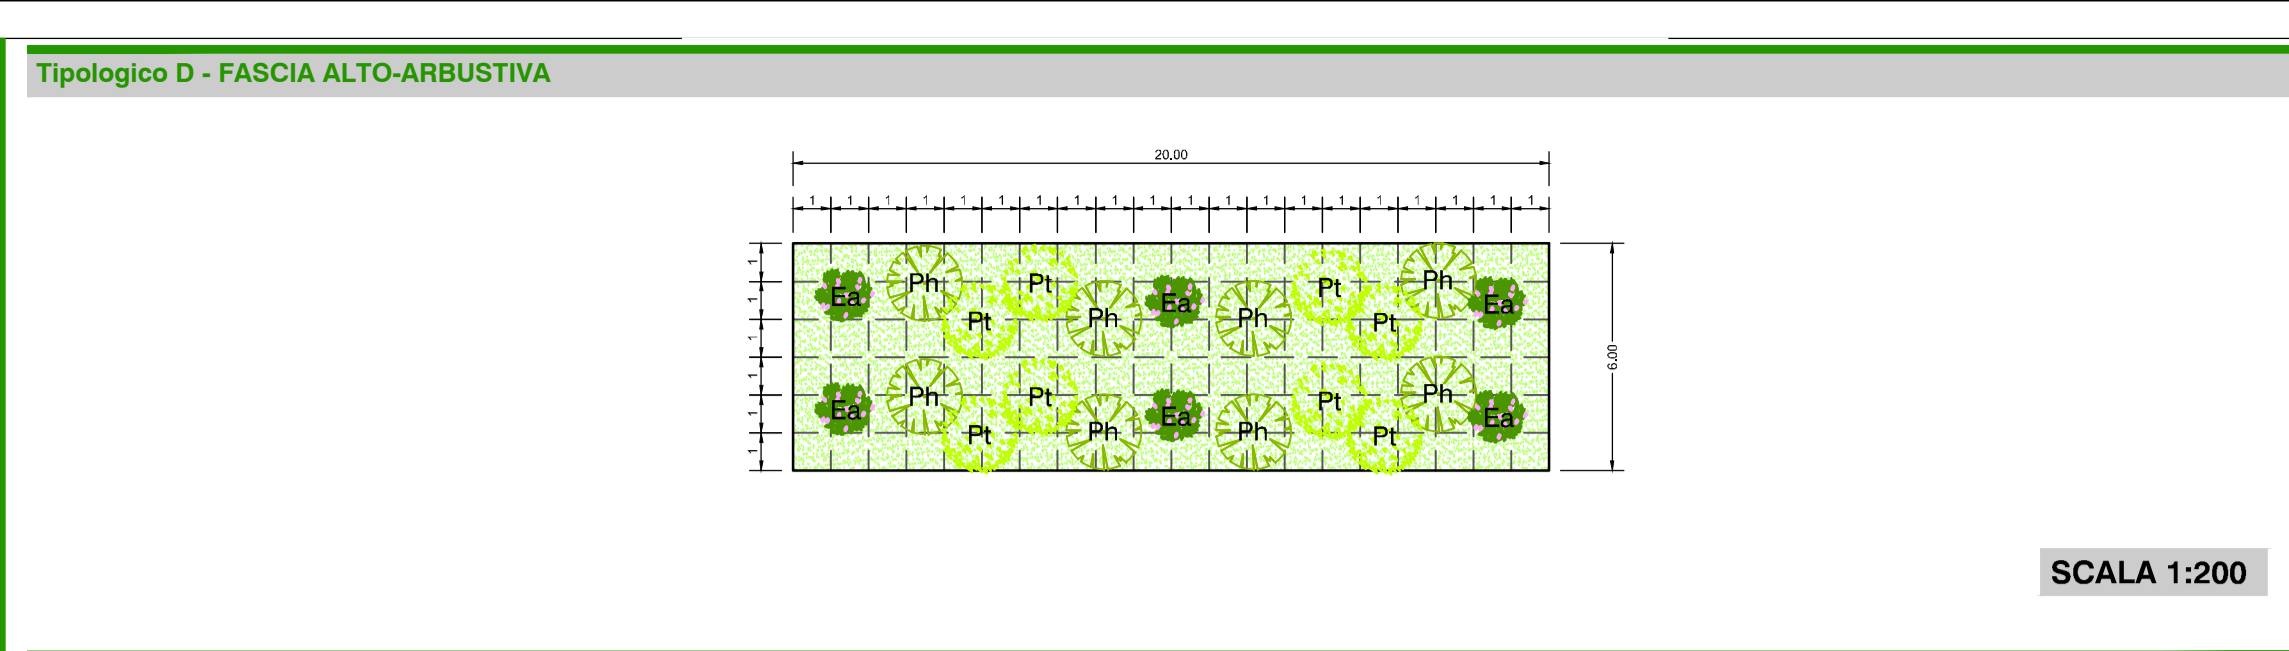 Tipologico D - FASCIA ALTO-ARBUSTIVA
20.00
1 1 1 1 1 1 1 1 1 1 1 1 1 1 1 1 1 1 1 1
1
1
1
1
1
1
6.00
Ea Ph Pt Pt Ph Ea Ph Pt Pt Ph Ea
Ea Ph Pt Pt Ph Ea Ph Pt Pt Ph Ea
SCALA 1:200